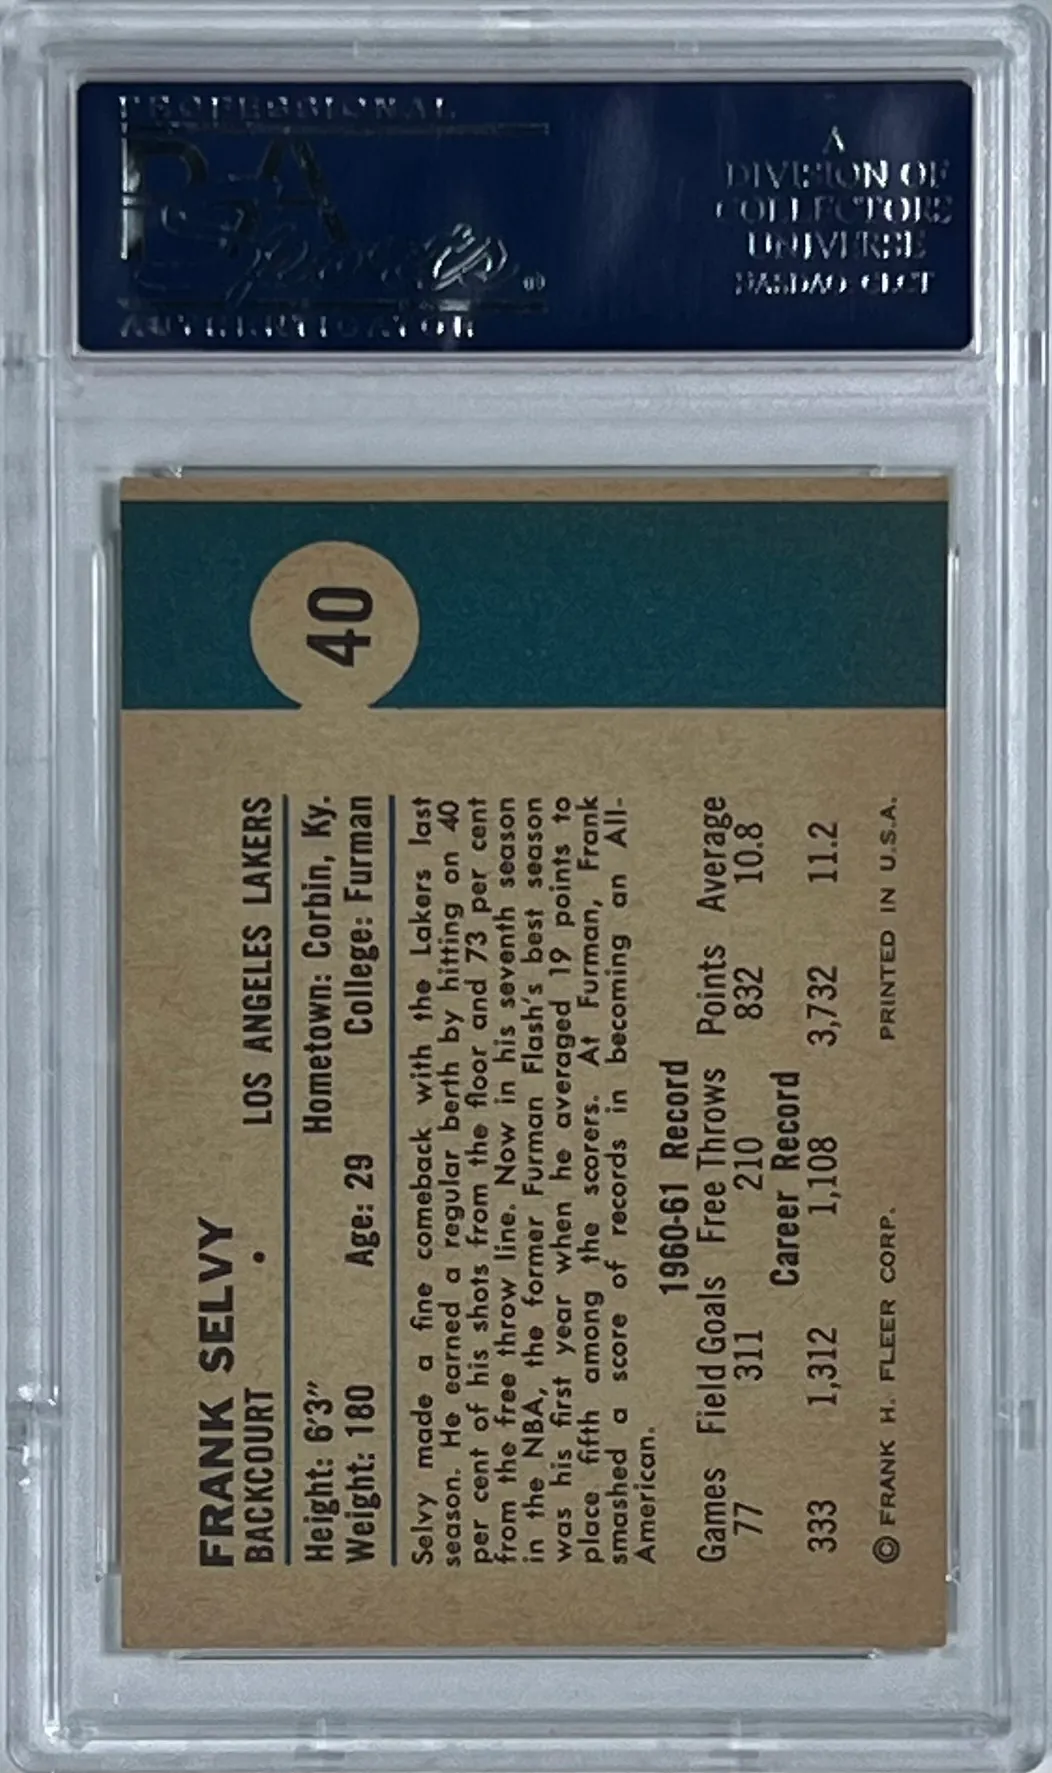 PROFESSIONAL
PSA
Sports
AUTHENTICATOR
A
DIVISION OF
COLLECTORS
UNIVERSE
NASDAQ: CLCT
40
FRANK SELVY
BACKCOURT • LOS ANGELES LAKERS
Height: 6'3" Hometown: Corbin, Ky.
Weight: 180 Age: 29 College: Furman
Selvy made a fine comeback with the Lakers last
season. He earned a regular berth by hitting on 40
per cent of his shots from the floor and 73 per cent
from the free throw line. Now in his seventh season
in the NBA, the former Furman Flash's best season
was his first year when he averaged 19 points to
place fifth among the scorers. At Furman, Frank
smashed a score of records in becoming an All-
American.
1960-61 Record
Games Field Goals Free Throws Points Average
77 311 210 832 10.8
Career Record
333 1,312 1,108 3,732 11.2
© FRANK H. FLEER CORP. PRINTED IN U.S.A.